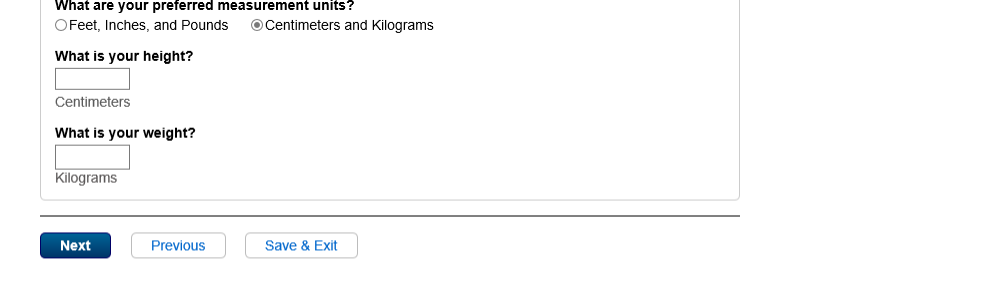 What are your preferred measurement units?
Feet, Inches, and Pounds Centimeters and Kilograms
What is your height?
Centimeters
What is your weight?
Kilograms
Next Previous Save & Exit